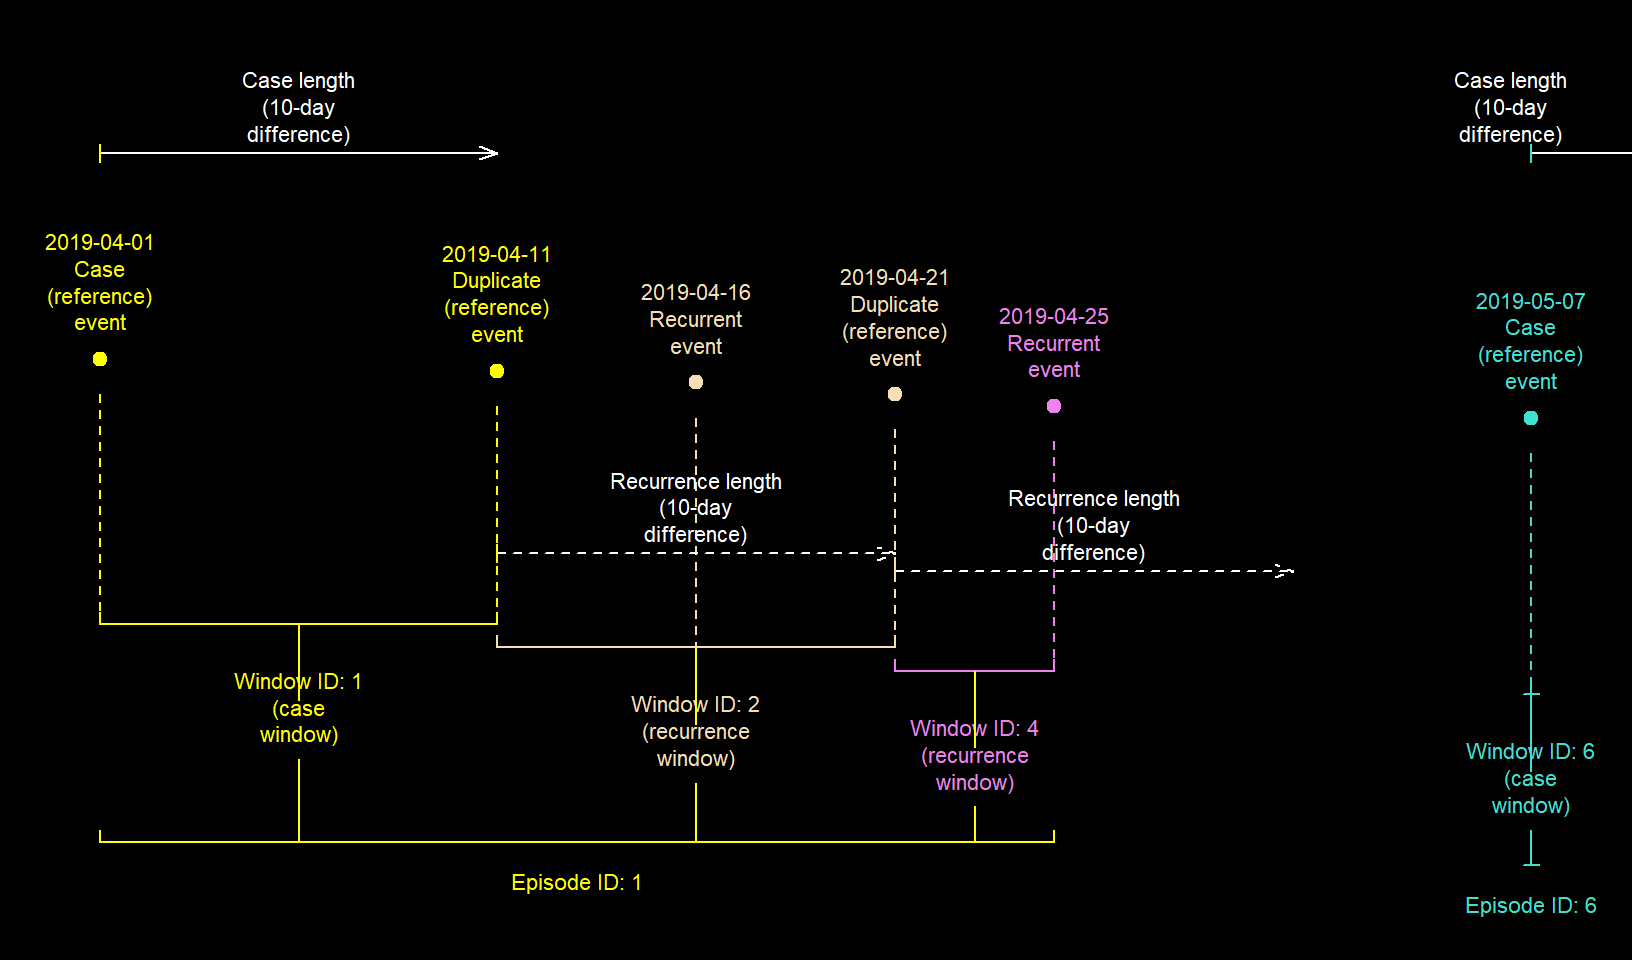 Case length
(10-day
difference)
Case length
(10-day
difference)
2019-04-01
Case
(reference)
event
2019-04-11
Duplicate
(reference)
event
2019-04-16
Recurrent
event
2019-04-21
Duplicate
(reference)
event
2019-04-25
Recurrent
event
2019-05-07
Case
(reference)
event
Recurrence length
(10-day
difference)
Recurrence length
(10-day
difference)
Window ID: 1
(case
window)
Window ID: 2
(recurrence
window)
Window ID: 4
(recurrence
window)
Window ID: 6
(case
window)
Episode ID: 1
Episode ID: 6